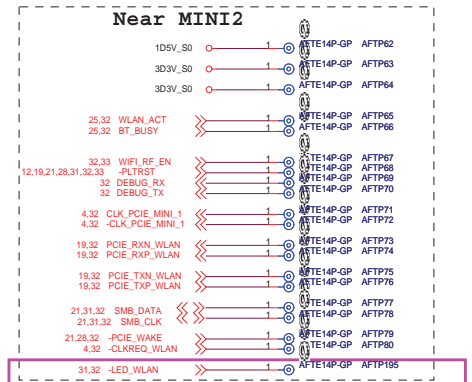 Near MINI2
1D5V_S0 1 AFTE14P-GP AFTP62
3D3V_S0 1 AFTE14P-GP AFTP63
3D3V_S0 1 AFTE14P-GP AFTP64
25,32 WLAN_ACT 1 AFTE14P-GP AFTP65
25,32 BT_BUSY 1 AFTE14P-GP AFTP66
32,33 WIFI_RF_EN 1 TE14P-GP AFTP67
12,19,21,28,31,32,33 -PLTRST 1 TE14P-GP AFTP68
32 DEBUG_RX 1 AFTE14P-GP AFTP69
32 DEBUG_TX 1 AFTE14P-GP AFTP70
4,32 CLK_PCIE_MINI_1 1 AFTE14P-GP AFTP71
4,32 -CLK_PCIE_MINI_1 1 AFTE14P-GP AFTP72
19,32 PCIE_RXN_WLAN 1 AFTE14P-GP AFTP73
19,32 PCIE_RXP_WLAN 1 AFTE14P-GP AFTP74
19,32 PCIE_TXN_WLAN 1 AFTE14P-GP AFTP75
19,32 PCIE_TXP_WLAN 1 AFTE14P-GP AFTP76
21,31,32 SMB_DATA 1 AFTE14P-GP AFTP77
21,31,32 SMB_CLK 1 AFTE14P-GP AFTP78
21,28,32 -PCIE_WAKE 1 AFTE14P-GP AFTP79
4,32 -CLKREQ_WLAN 1 TE14P-GP AFTP80
31,32 -LED_WLAN 1 AFTE14P-GP AFTP195